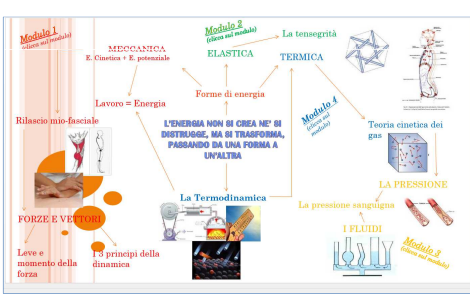 Modulo 1
(clicca sul modulo)
MECCANICA
E. Cinetica + E. potenziale
Modulo 2
(clicca sul modulo)
ELASTICA
La tensegrità
TERMICA
Lavoro = Energia
Forme di energia
Rilascio mio-fasciale
L'ENERGIA NON SI CREA NE' SI
DISTRUGGE, MA SI TRASFORMA,
PASSANDO DA UNA FORMA A
UN'ALTRA
Modulo 4
(clicca sul modulo)
Teoria cinetica dei
gas
La Termodinamica
LA PRESSIONE
La pressione sanguigna
FORZE E VETTORI
I FLUIDI
Modulo 3
(clicca sul modulo)
Leve e
momento della
forza
I 3 principi della
dinamica